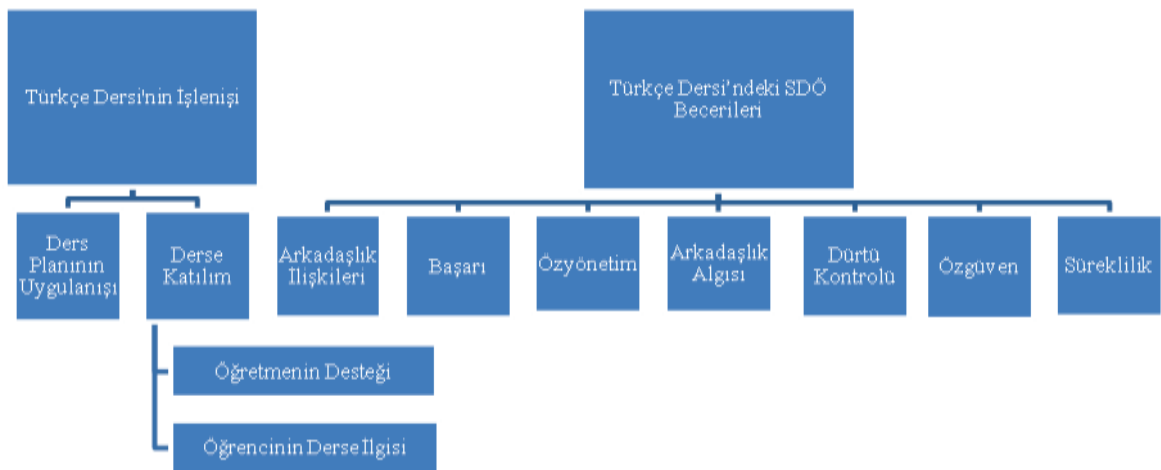 Türkçe Dersi'nin İşlenişi
Türkçe Dersi'ndeki SDÖ
Becerileri
Ders
Planının
Uygulanışı
Derse
Katılım
Arkadaşlık
İlişkileri
Başarı
Özyönetim
Arkadaşlık
Algısı
Dürtü
Kontrolü
Özgüven
Süreklilik
Öğretmenin Desteği
Öğrencinin Derse İlgisi